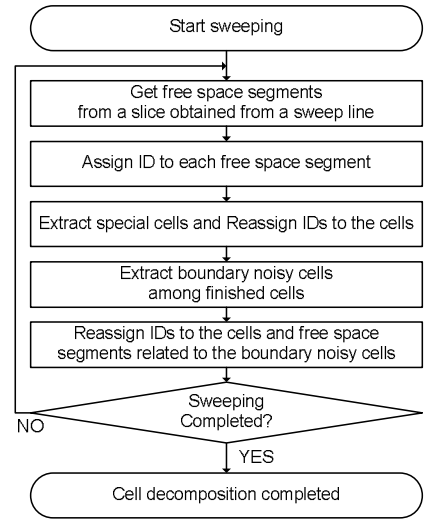 Start sweeping
Get free space segments
from a slice obtained from a sweep line
Assign ID to each free space segment
Extract special cells and Reassign IDs to the cells
Extract boundary noisy cells
among finished cells
Reassign IDs to the cells and free space
segments related to the boundary noisy cells
Sweeping
Completed?
NO
YES
Cell decomposition completed